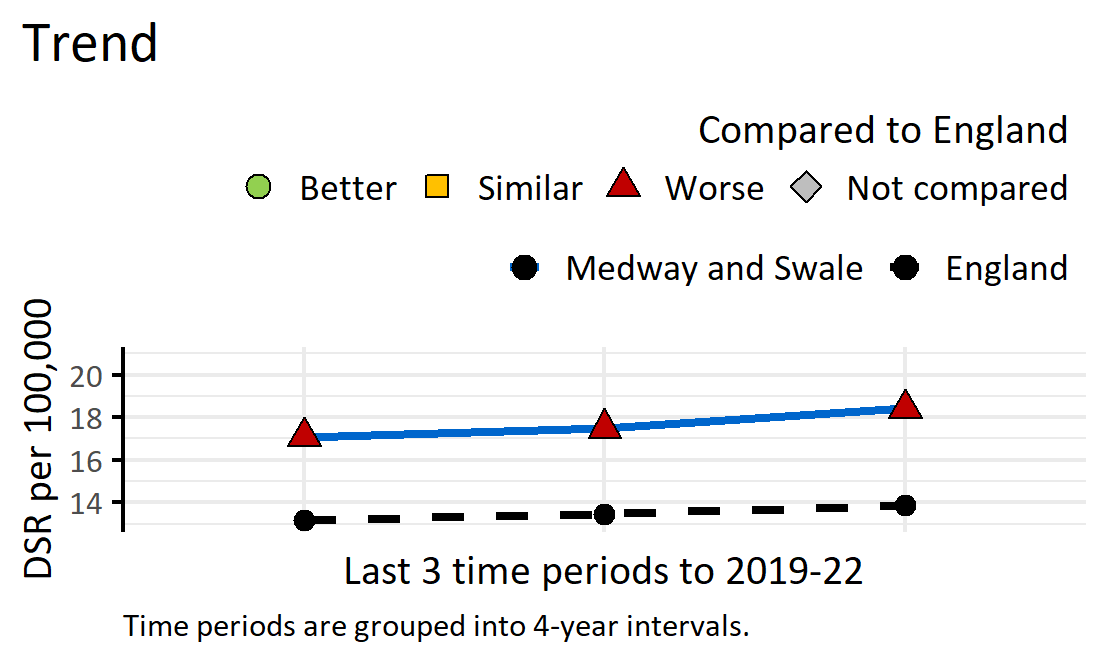 Trend
Compared to England
Better Similar Worse Not compared
Medway and Swale England
DSR per 100,000
20
18
16
14
Last 3 time periods to 2019-22
Time periods are grouped into 4-year intervals.